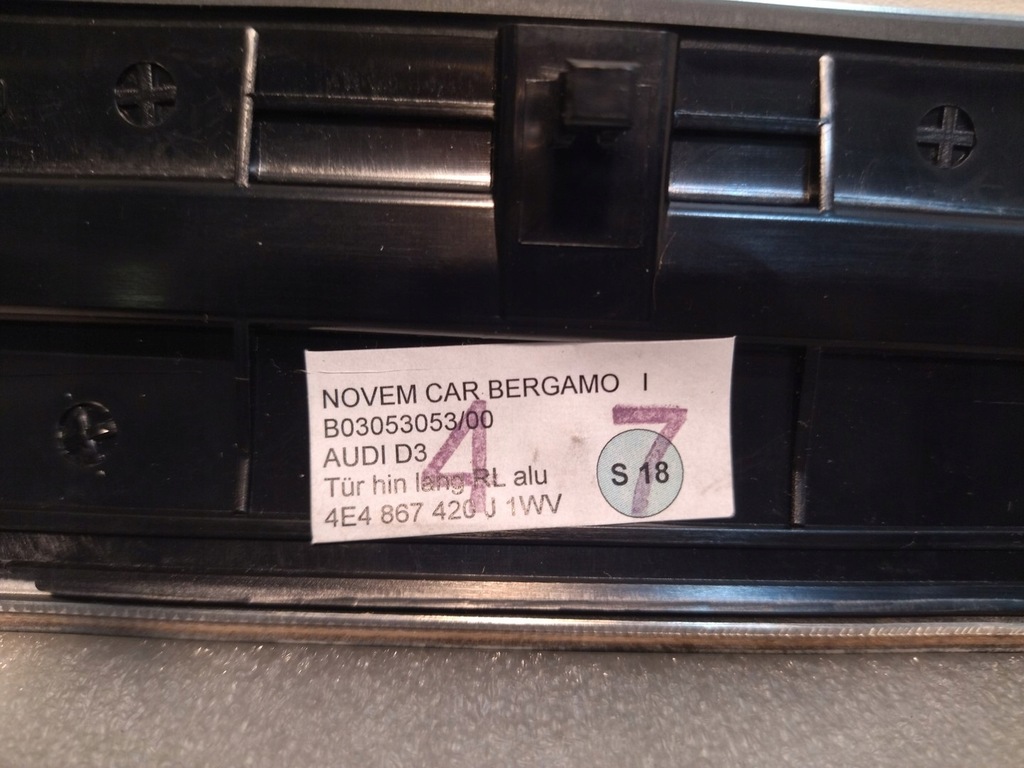 NOVEM CAR BERGAMO I
B03053053/00
AUDI D3
Tür hin lang RL alu
4E4 867 420 J 1WV
S 18
47